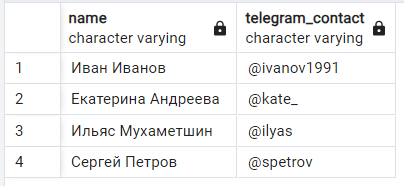 name telegram_contact
character varying character varying
1 Иван Иванов @ivanov1991
2 Екатерина Андреева @kate_
3 Ильяс Мухаметшин @ilyas
4 Сергей Петров @spetrov